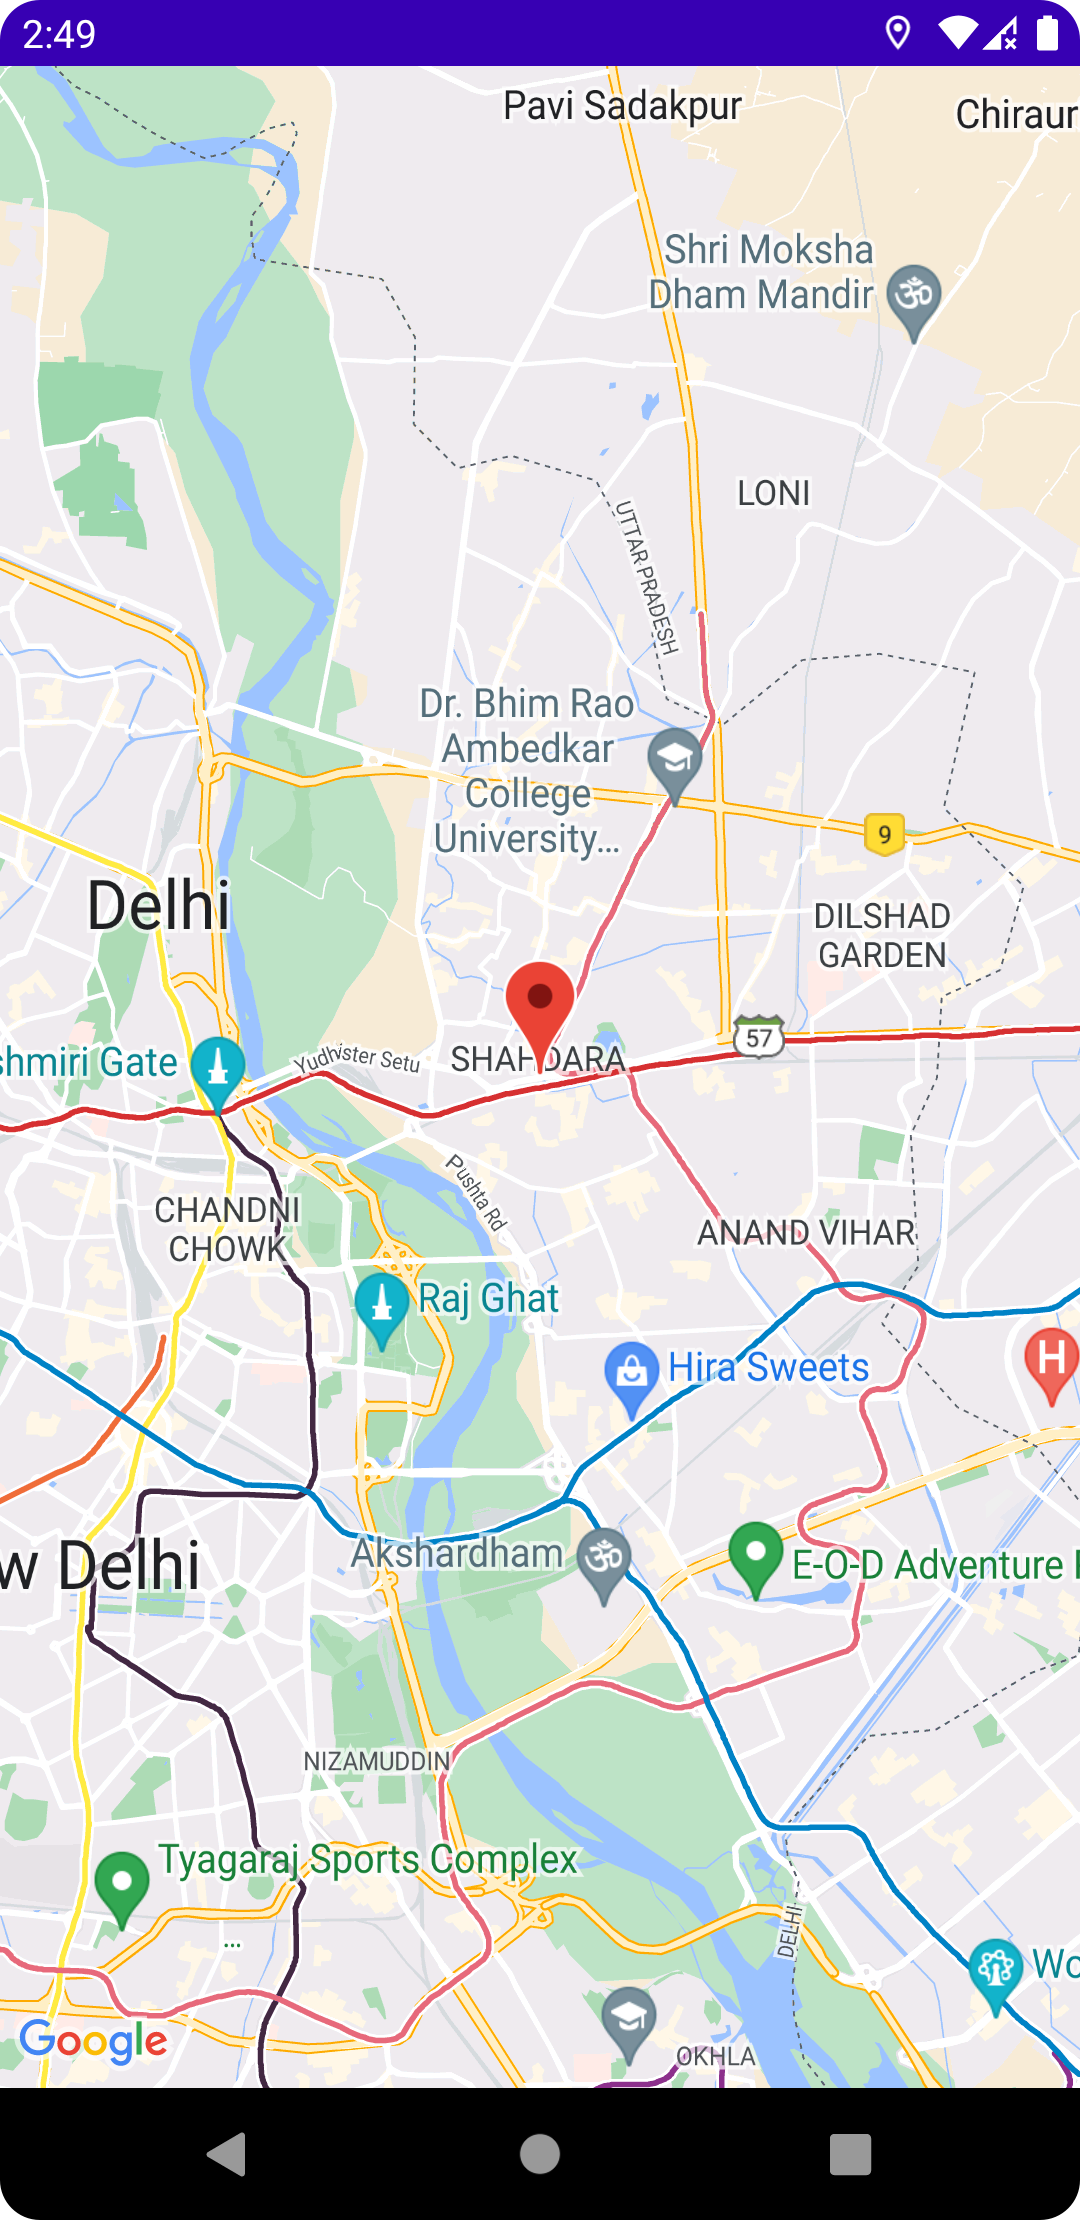 2:49
Pavi Sadakpur
Chiraur
Shri Moksha
Dham Mandir
LONI
UTTAR PRADESH
Dr. Bhim Rao
Ambedkar
College
University...
9
Delhi
DILSHAD
GARDEN
57
shmiri Gate
Yudhister Setu
SHAHDARA
Pushta Rd
CHANDNI
CHOWK
ANAND VIHAR
Raj Ghat
Hira Sweets
H
w Delhi
Akshardham
E-O-D Adventure
NIZAMUDDIN
Tyagaraj Sports Complex
...
DELHI
Wo
Google
OKHLA